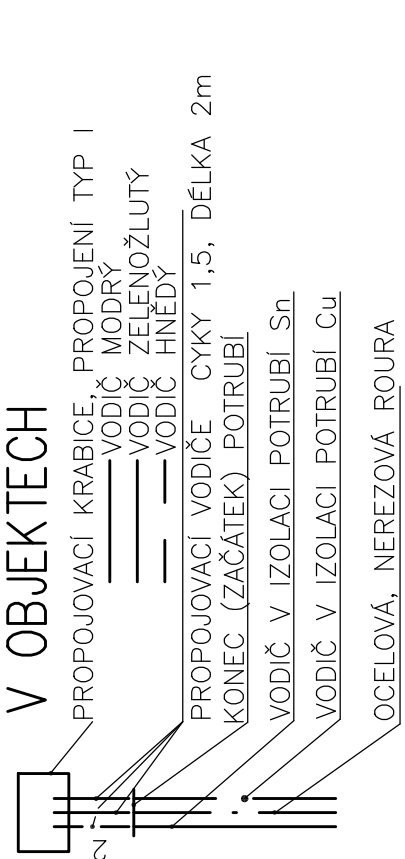 V OBJEKTECH
PROPOJOVACÍ KRABICE, PROPOJENÍ TYP I
VODIČ MODRÝ
VODIČ ZELENOŽLUTÝ
VODIČ HNĚDÝ
PROPOJOVACÍ VODIČE CYKY 1,5, DÉLKA 2m
KONEC (ZAČÁTEK) POTRUBÍ
VODIČ V IZOLACI POTRUBÍ Sn
VODIČ V IZOLACI POTRUBÍ Cu
OCELOVÁ, NEREZOVÁ ROURA
2